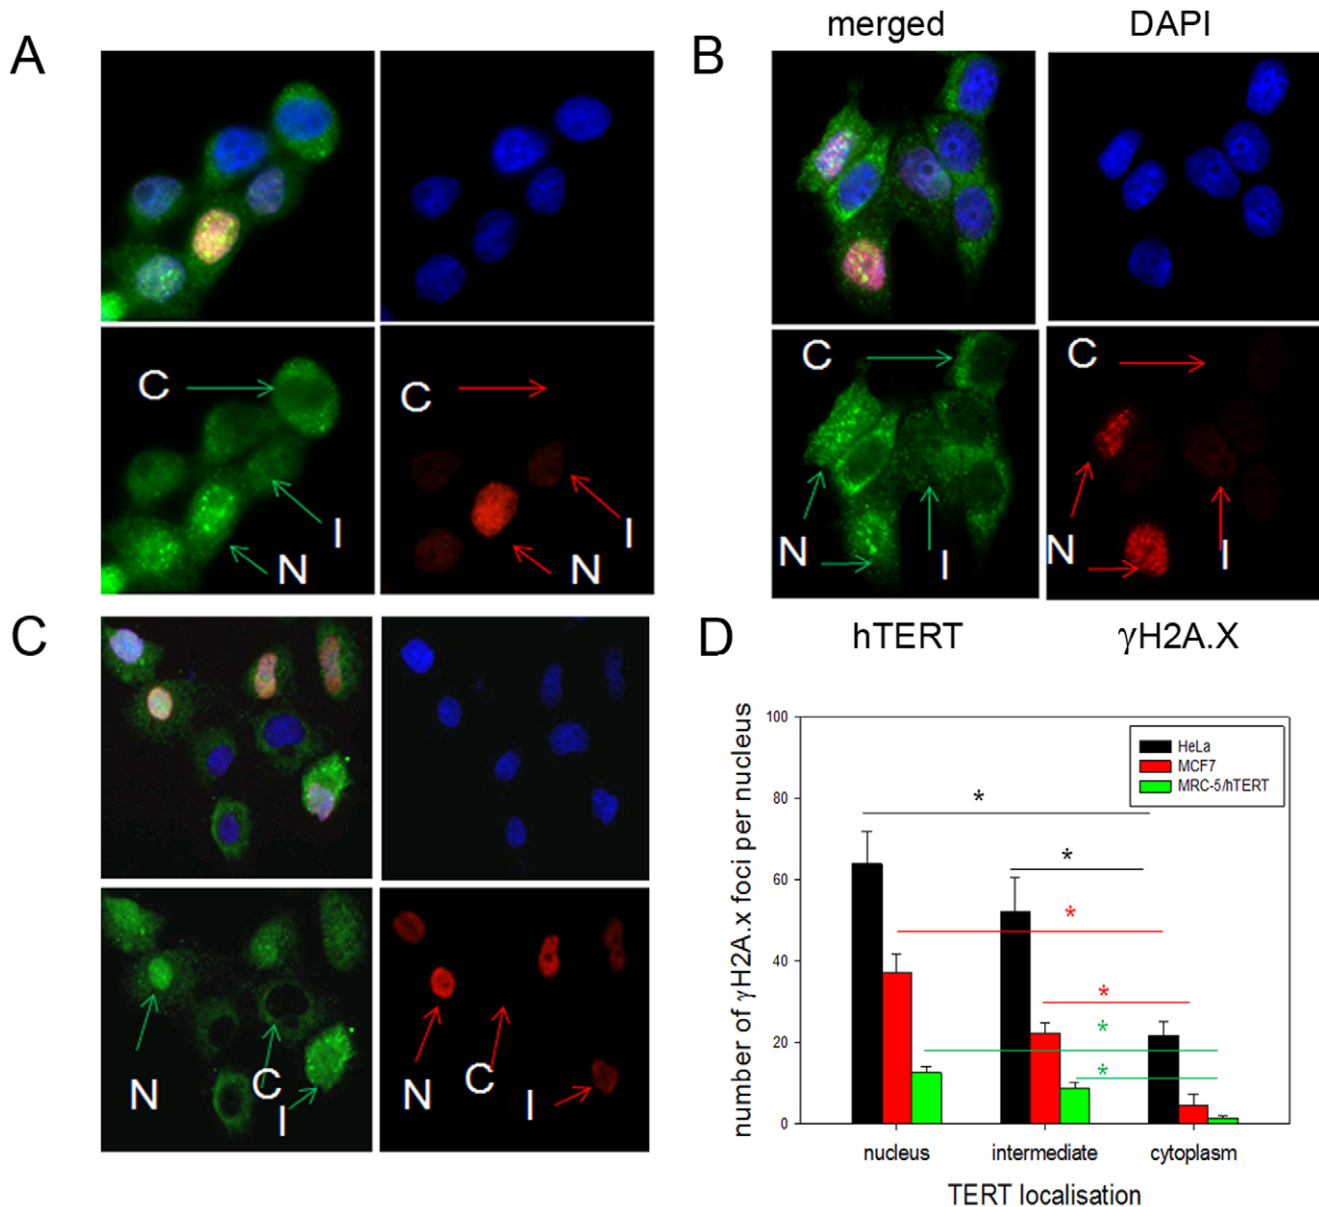 A
B
merged
DAPI
C
C
I
I
N
N
C
C
N
I
N
I
hTERT
γH2A.X
C
N
C
I
N
C
I
D
number of γH2A.x foci per nucleus
100
80
60
40
20
0
HeLa
MCF7
MRC-5/hTERT
*
*
*
*
*
*
nucleus
intermediate
cytoplasm
TERT localisation